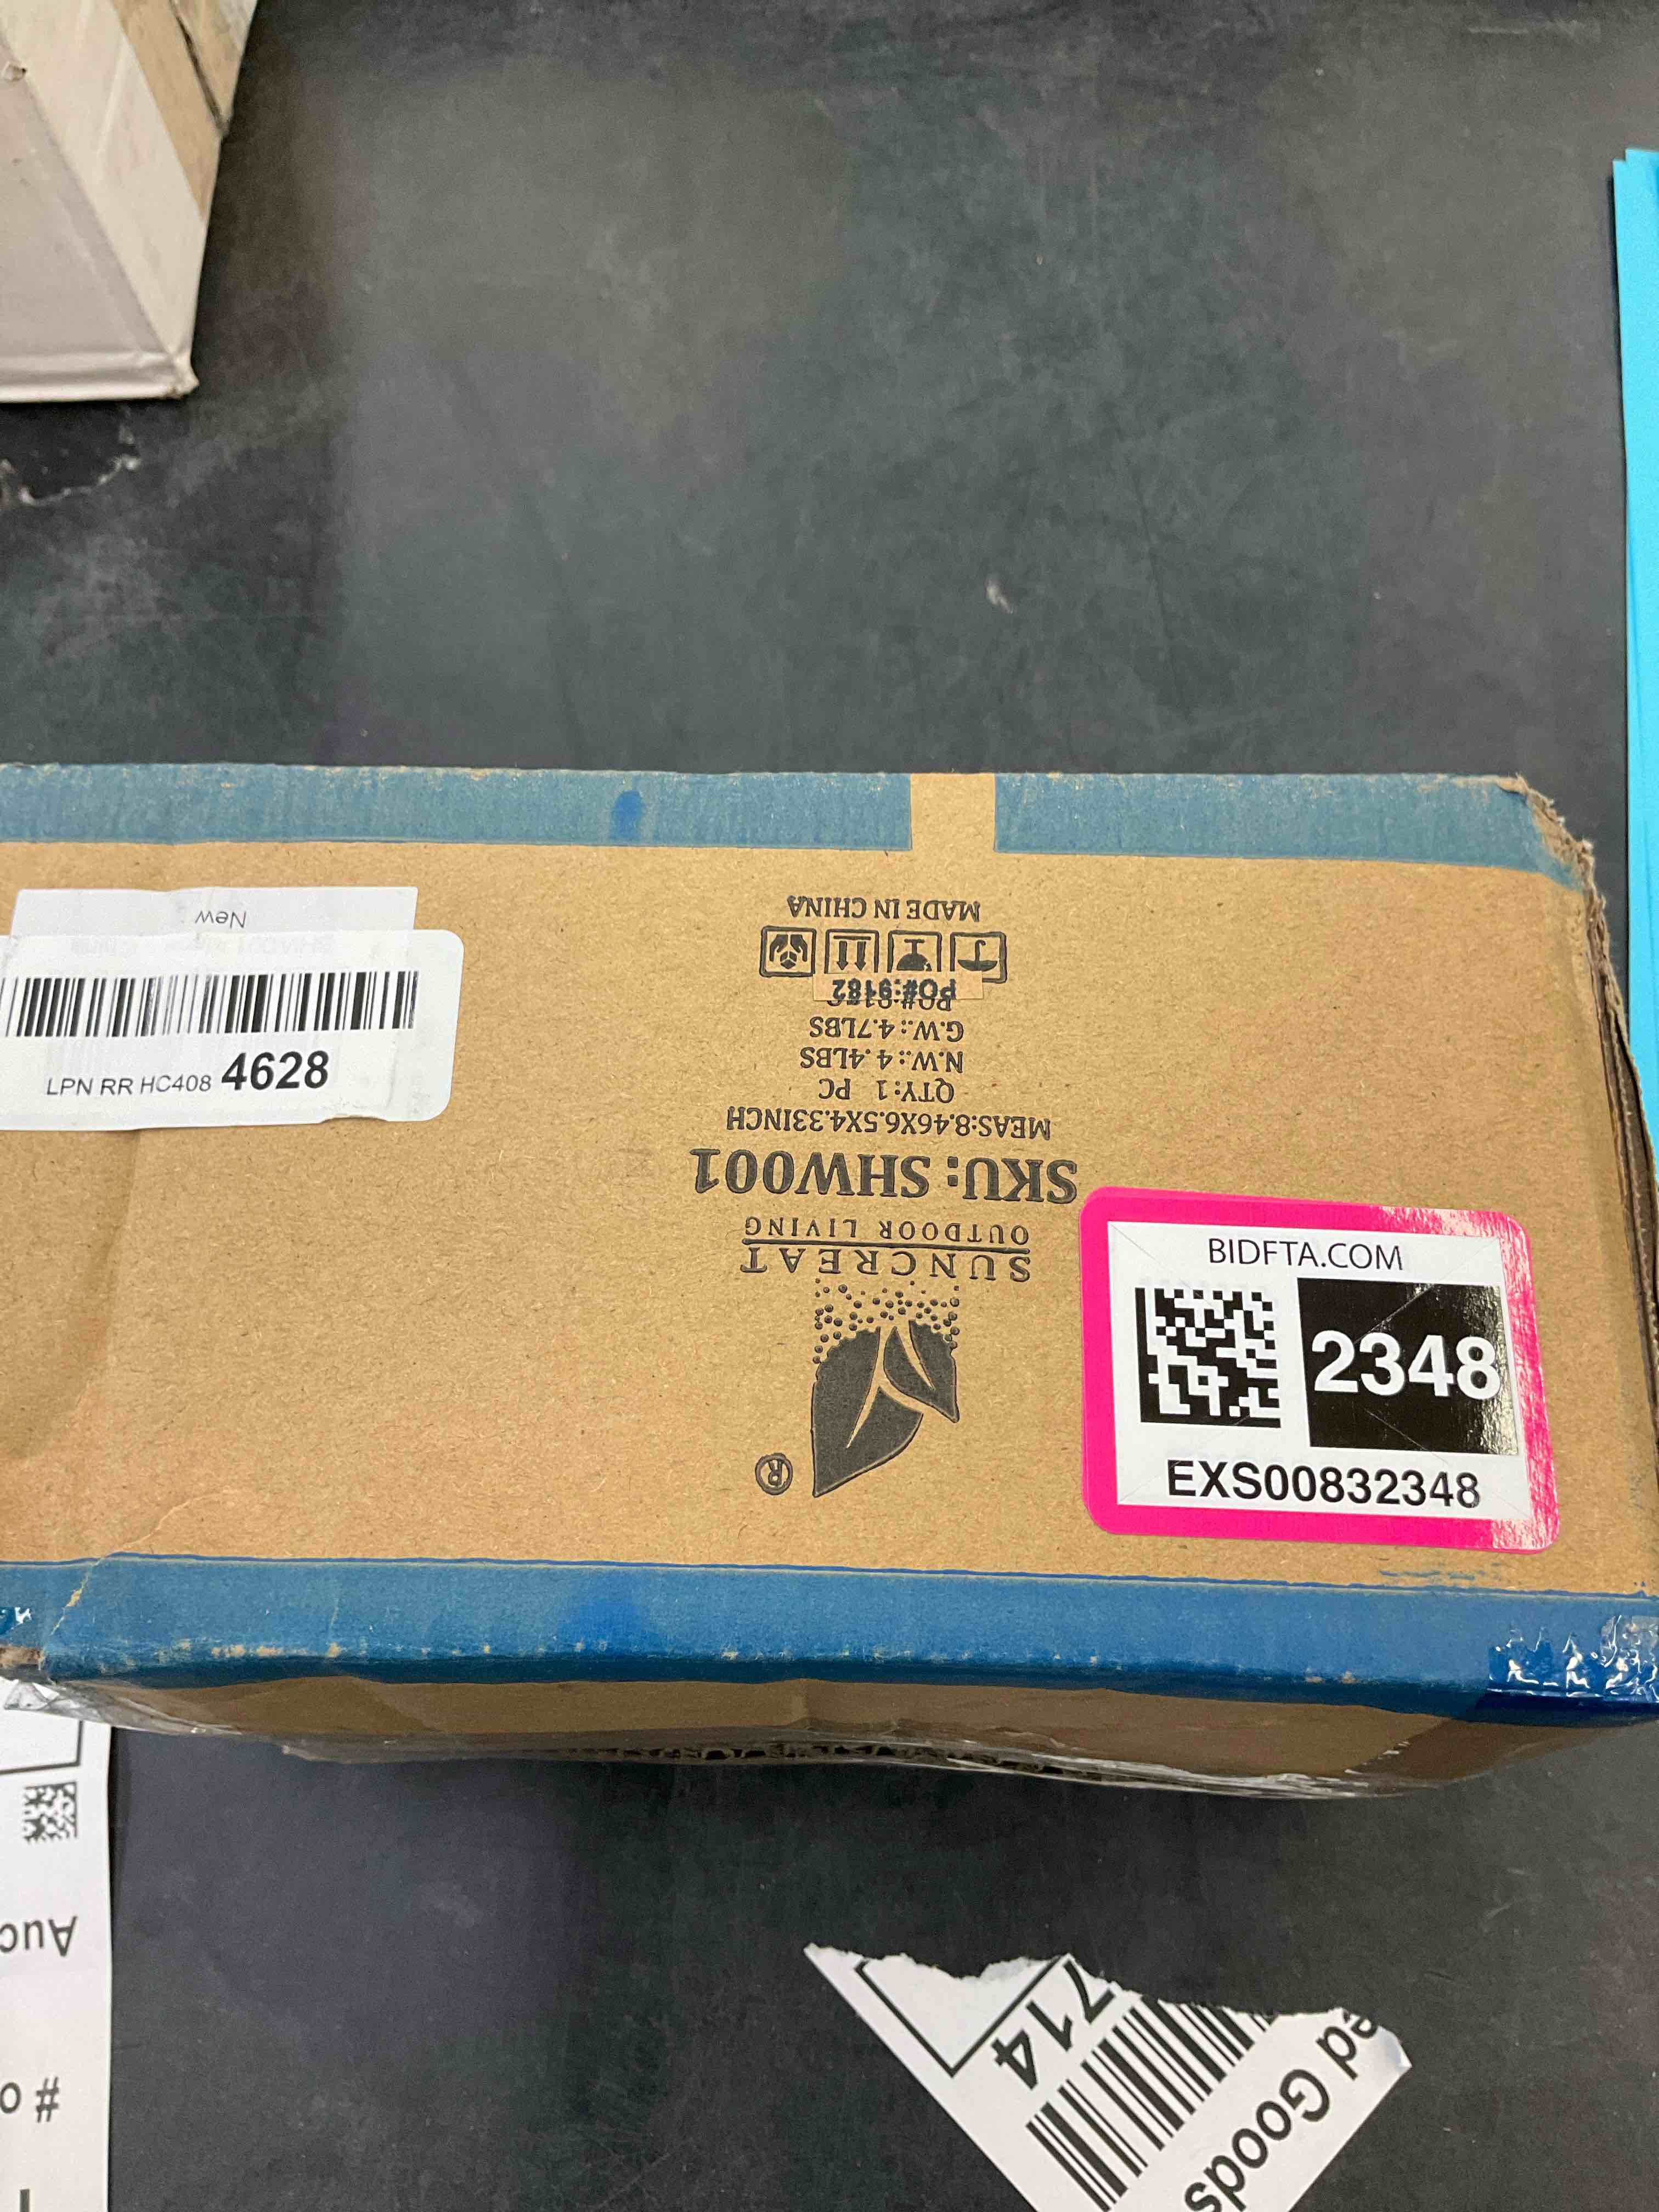 New
LPN RR HC408 4628
®
SUNCREAT
OUTDOOR LIVING
SKU: SHW001
MEAS:8.46X6.5X4.33INCH
QTY:1 PC
N.W.: 4.4LBS
G.W.: 4.7LBS
PO#:9182
MADE IN CHINA
BIDFTA.COM
2348
EXS00832348
Auc
# o
714
ed Goods